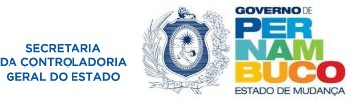 SECRETARIA
DA CONTROLADORIA
GERAL DO ESTADO
GOVERNO DE
PER
NAM
BUCO
ESTADO DE MUDANÇA